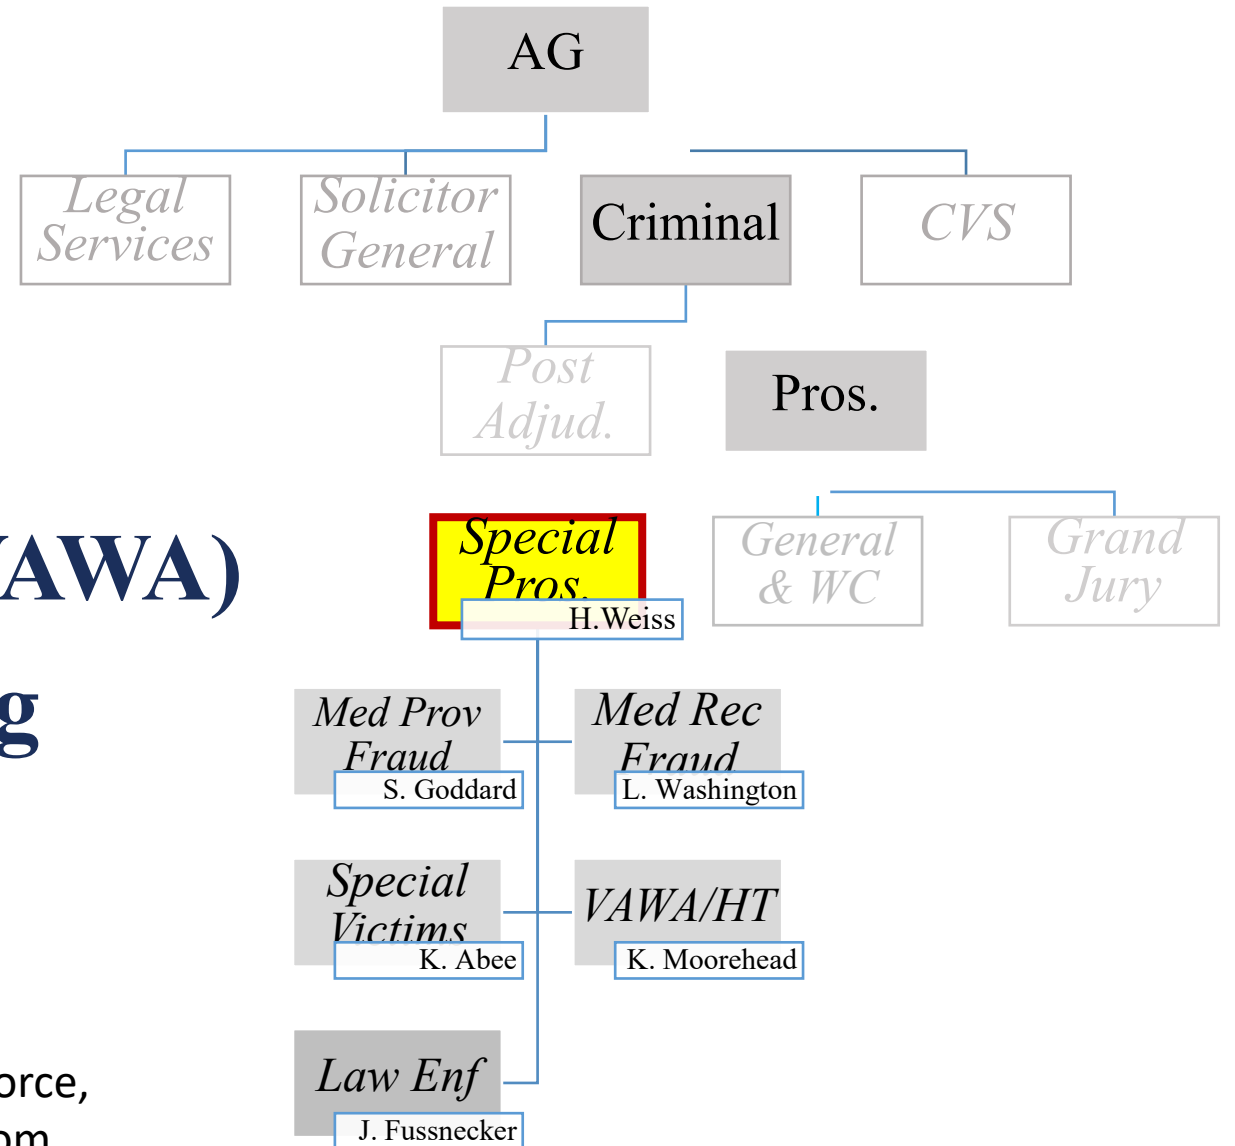 AG
Legal
Services
Solicitor
General
Criminal
CVS
Post
Adjud.
Pros.
AWA)
Special
Pros.
H.Weiss
General
& WC
Grand
Jury
g
Med Prov
Fraud
S. Goddard
Med Rec
Fraud
L. Washington
Special
Victims
K. Abee
VAWA/HT
K. Moorehead
Law Enf
J. Fussnecker
orce,
om